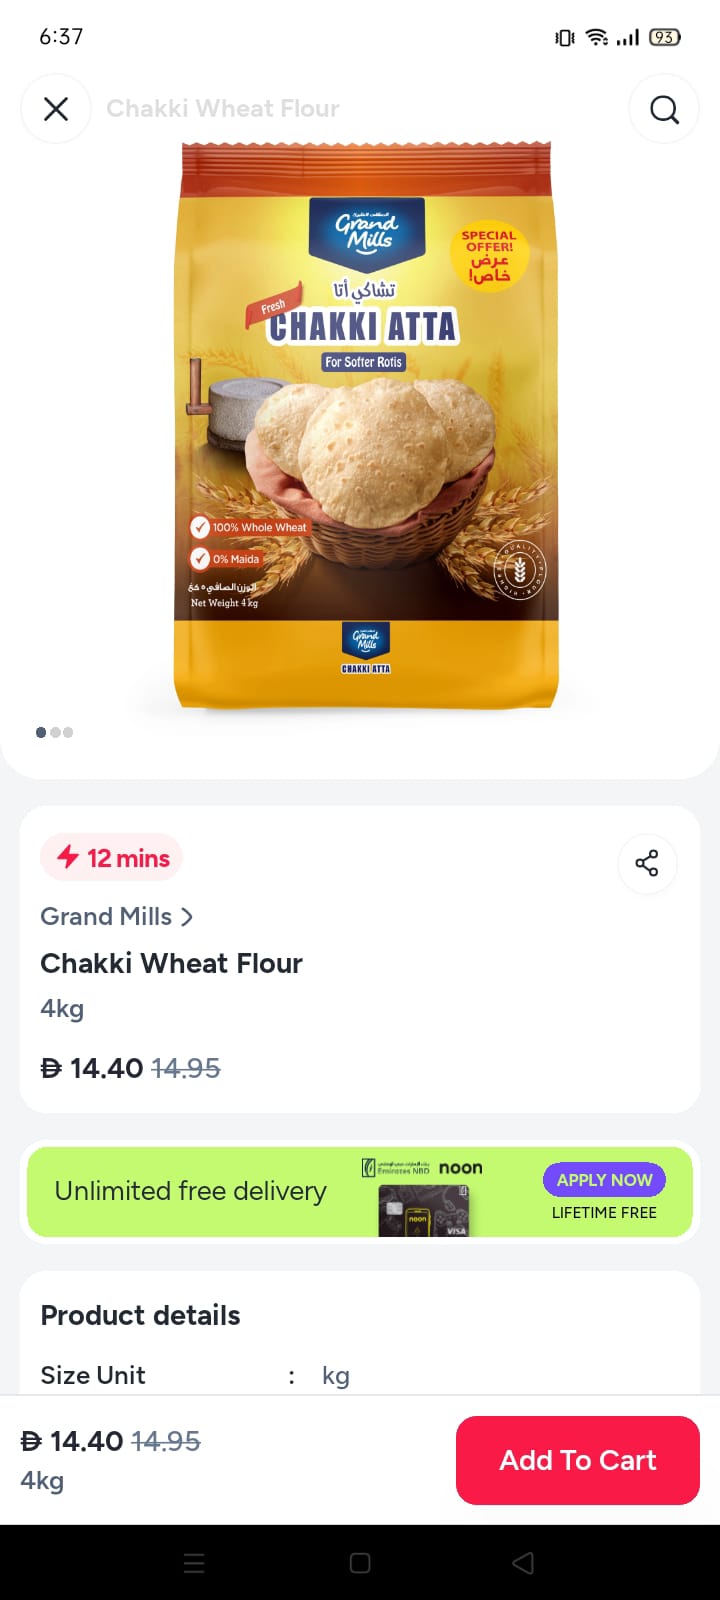 6:37
93
Chakki Wheat Flour
Grand
Mills
SPECIAL
OFFER!
عرض
خاص!
تشاكي أتا
Fresh
CHAKKI ATTA
For Softer Rotis
100% Whole Wheat
0% Maida
الوزن الصافي ٥ كغ
Net Weight 4 kg
Grand
Mills
CHAKKI ATTA
12 mins
Grand Mills
Chakki Wheat Flour
4kg
14.40 14.95
Unlimited free delivery
Emirates NBD
noon
noon
VISA
APPLY NOW
LIFETIME FREE
Product details
Size Unit : kg
14.40 14.95
4kg
Add To Cart